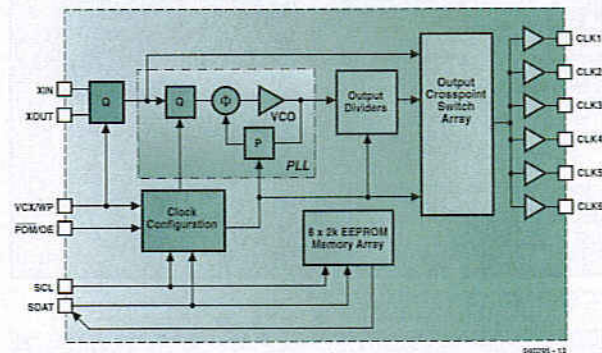 XIN
XOUT
Q
Q
Φ
VCO
P
PLL
Output
Dividers
Output
Crosspoint
Switch
Array
CLK1
CLK2
CLK3
CLK4
CLK5
CLK6
VCX/WP
PDM/OE
Clock
Configuration
8 x 2k EEPROM
Memory Array
SCL
SDAT